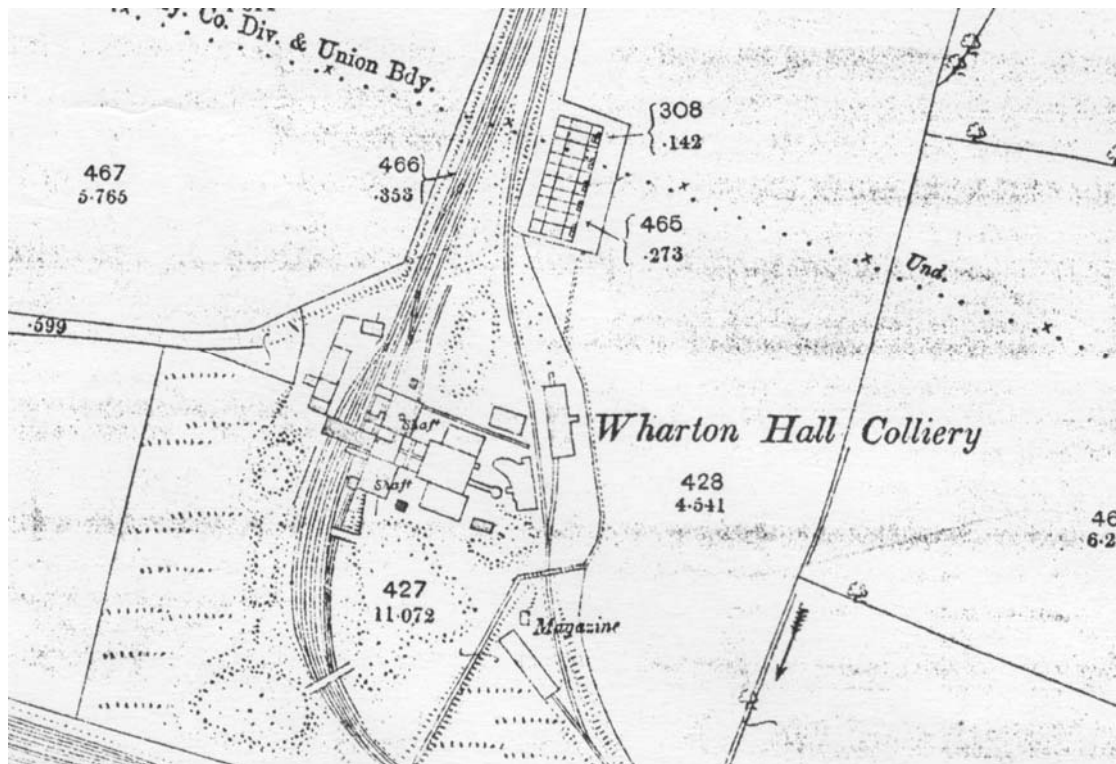 Co. Div. & Union Bdy.
308
.142
467
5.765
466
.353
465
.273
Und.
.599
Shaft
Wharton Hall Colliery
Shaft
428
4.541
46
6.2
427
11.072
Magazine